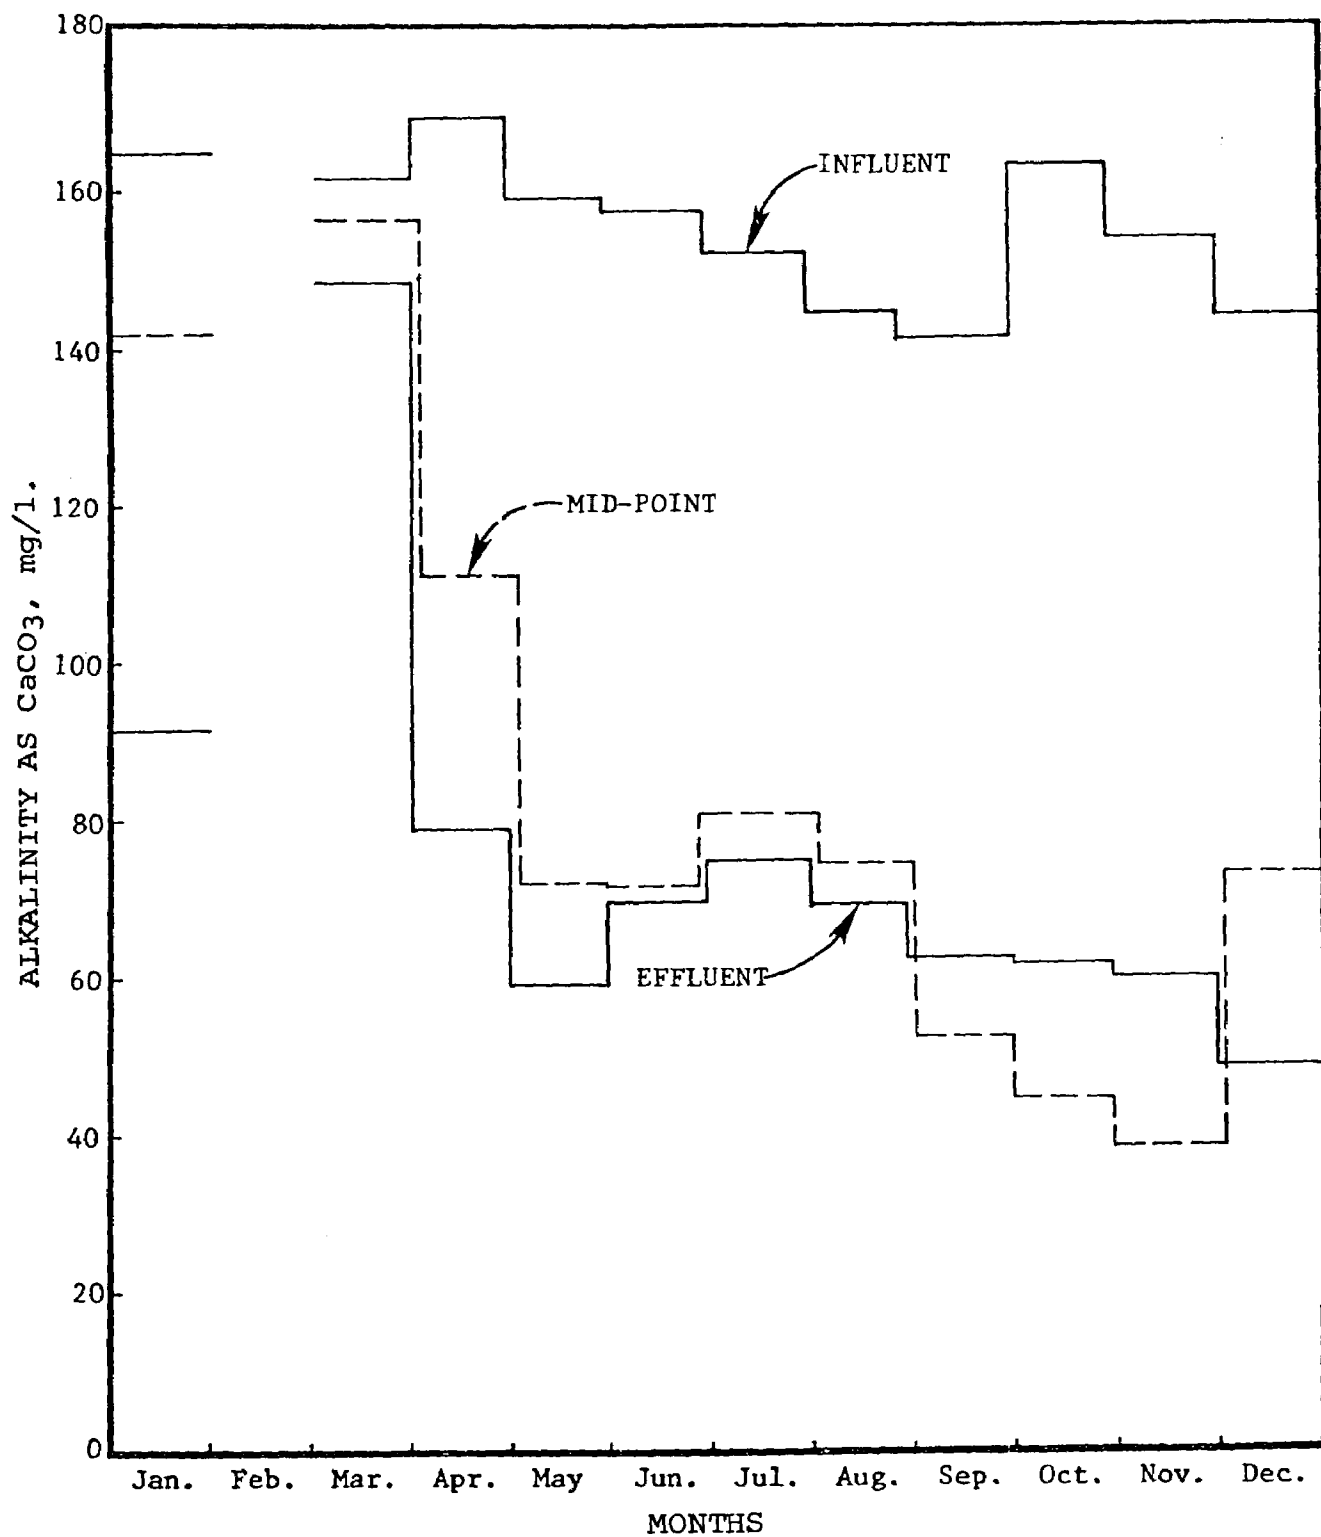 180
160
140
120
100
80
60
40
20
0
ALKALINITY AS CaCO₃, mg/l.
INFLUENT
MID-POINT
EFFLUENT
Jan. Feb. Mar. Apr. May Jun. Jul. Aug. Sep. Oct. Nov. Dec.
MONTHS